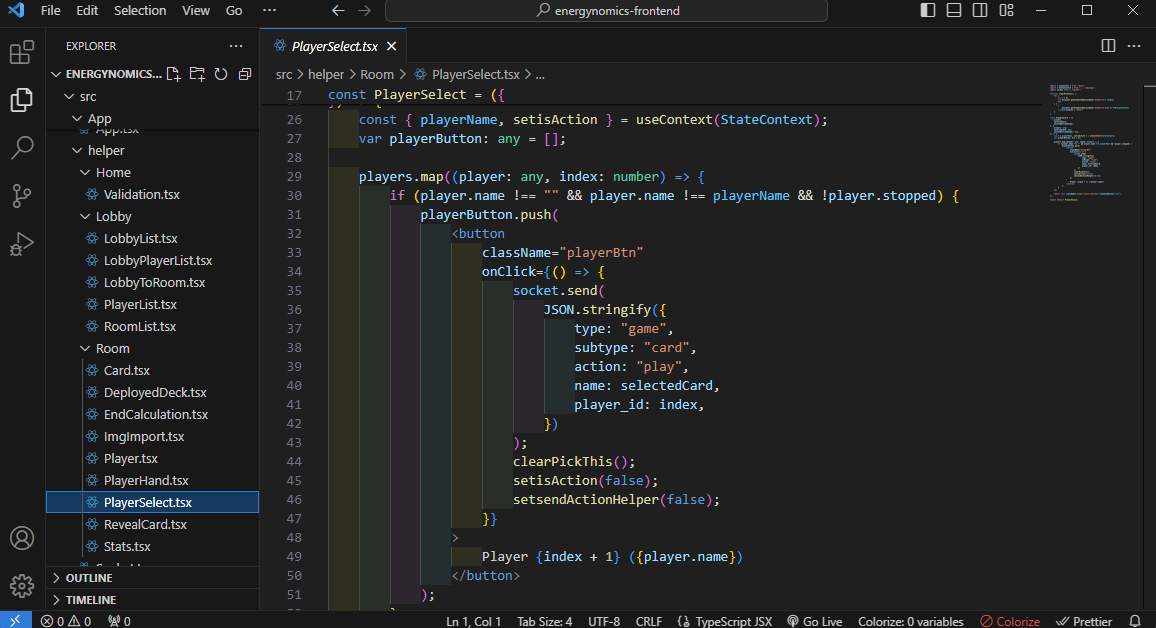 File Edit Selection View Go ··· energynomics-frontend
EXPLORER ···
ENERGYNOMICS...
src
App
App.tsx
helper
Home
Validation.tsx
Lobby
LobbyList.tsx
LobbyPlayerList.tsx
LobbyToRoom.tsx
PlayerList.tsx
RoomList.tsx
Room
Card.tsx
DeployedDeck.tsx
EndCalculation.tsx
ImgImport.tsx
Player.tsx
PlayerHand.tsx
PlayerSelect.tsx
RevealCard.tsx
Stats.tsx
OUTLINE
TIMELINE
PlayerSelect.tsx
src > helper > Room > PlayerSelect.tsx > ...
17 const PlayerSelect = ({
26 const { playerName, setisAction } = useContext(StateContext);
27 var playerButton: any = [];
28
29 players.map((player: any, index: number) => {
30 if (player.name !== "" && player.name !== playerName && !player.stopped) {
31 playerButton.push(
32 <button
33 className="playerBtn"
34 onClick={() => {
35 socket.send(
36 JSON.stringify({
37 type: "game",
38 subtype: "card",
39 action: "play",
40 name: selectedCard,
41 player_id: index,
42 })
43 );
44 clearPickThis();
45 setisAction(false);
46 setsendActionHelper(false);
47 }}
48 >
49 Player {index + 1} ({player.name})
50 </button>
51 );
0 0 0 Ln 1, Col 1 Tab Size: 4 UTF-8 CRLF {} TypeScript JSX Go Live Colorize: 0 variables Colorize Prettier